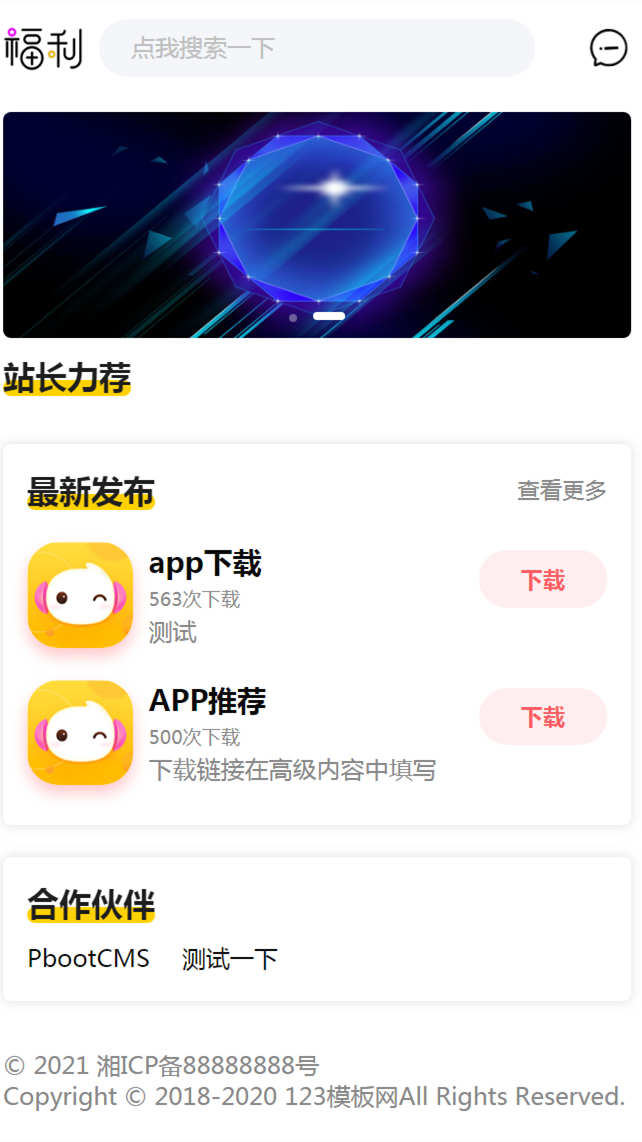 福利
点我搜索一下
站长力荐
最新发布
查看更多
app下载
563次下载
下载
测试
APP推荐
500次下载
下载
下载链接在高级内容中填写
合作伙伴
PbootCMS 测试一下
© 2021 湘ICP备88888888号
Copyright © 2018-2020 123模板网All Rights Reserved.